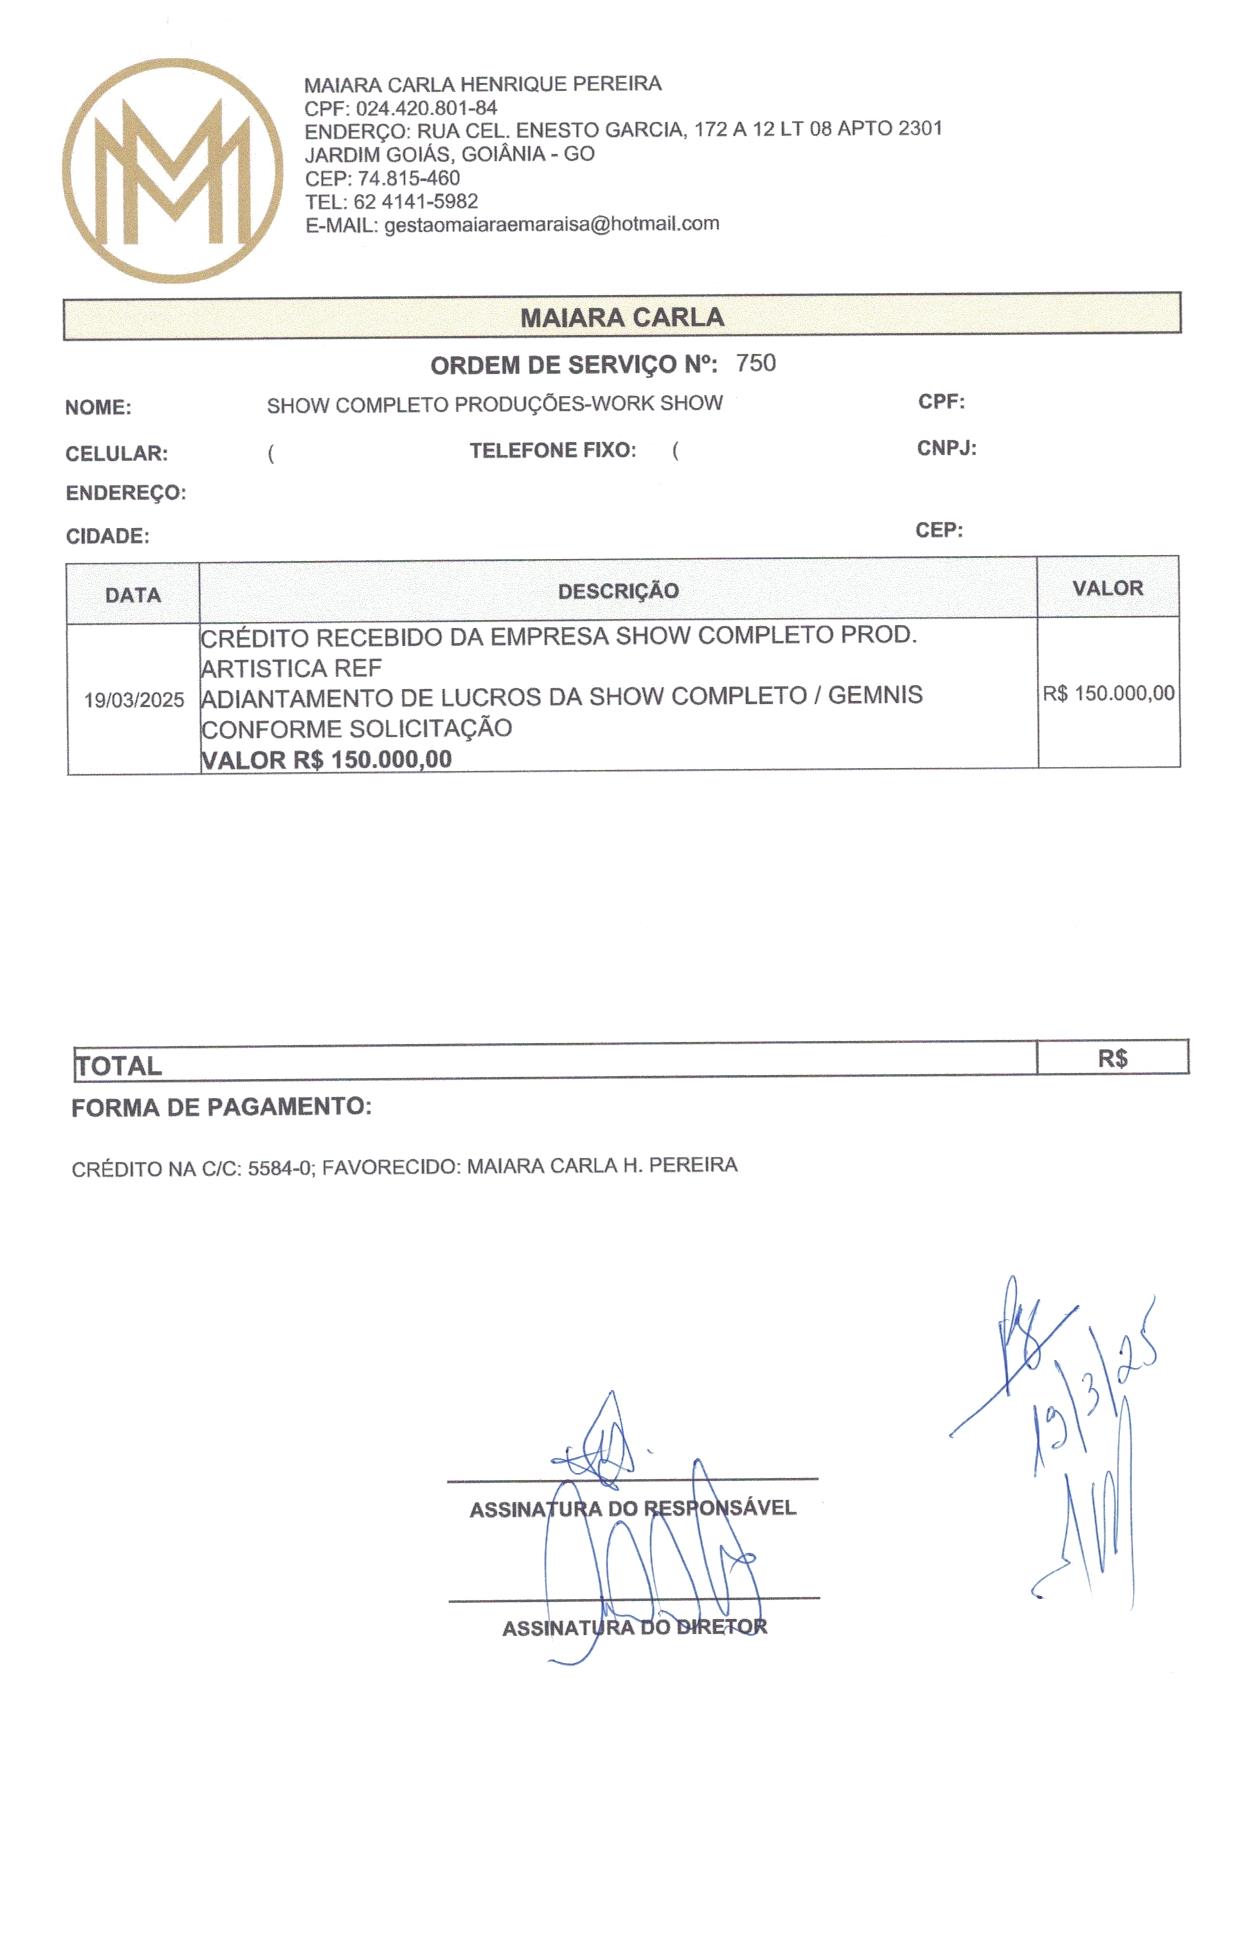 MAIARA CARLA HENRIQUE PEREIRA
CPF: 024.420.801-84
ENDERÇO: RUA CEL. ENESTO GARCIA, 172 A 12 LT 08 APTO 2301
JARDIM GOIÁS, GOIÂNIA - GO
CEP: 74.815-460
TEL: 62 4141-5982
E-MAIL: gestaomaiaraemaraisa@hotmail.com
MAIARA CARLA
ORDEM DE SERVIÇO Nº: 750
NOME: SHOW COMPLETO PRODUÇÕES-WORK SHOW CPF:
CELULAR: ( TELEFONE FIXO: ( CNPJ:
ENDEREÇO:
CIDADE: CEP:
DATA DESCRIÇÃO VALOR
CRÉDITO RECEBIDO DA EMPRESA SHOW COMPLETO PROD.
ARTISTICA REF
19/03/2025 ADIANTAMENTO DE LUCROS DA SHOW COMPLETO / GEMNIS R$ 150.000,00
CONFORME SOLICITAÇÃO
VALOR R$ 150.000,00
TOTAL R$
FORMA DE PAGAMENTO:
CRÉDITO NA C/C: 5584-0; FAVORECIDO: MAIARA CARLA H. PEREIRA
19/3/25
ASSINATURA DO RESPONSÁVEL
ASSINATURA DO DIRETOR